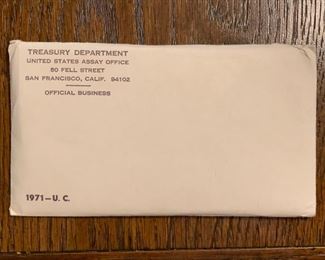 TREASURY DEPARTMENT
UNITED STATES ASSAY OFFICE
50 FELL STREET
SAN FRANCISCO, CALIF. 94102
OFFICIAL BUSINESS
1971—U. C.